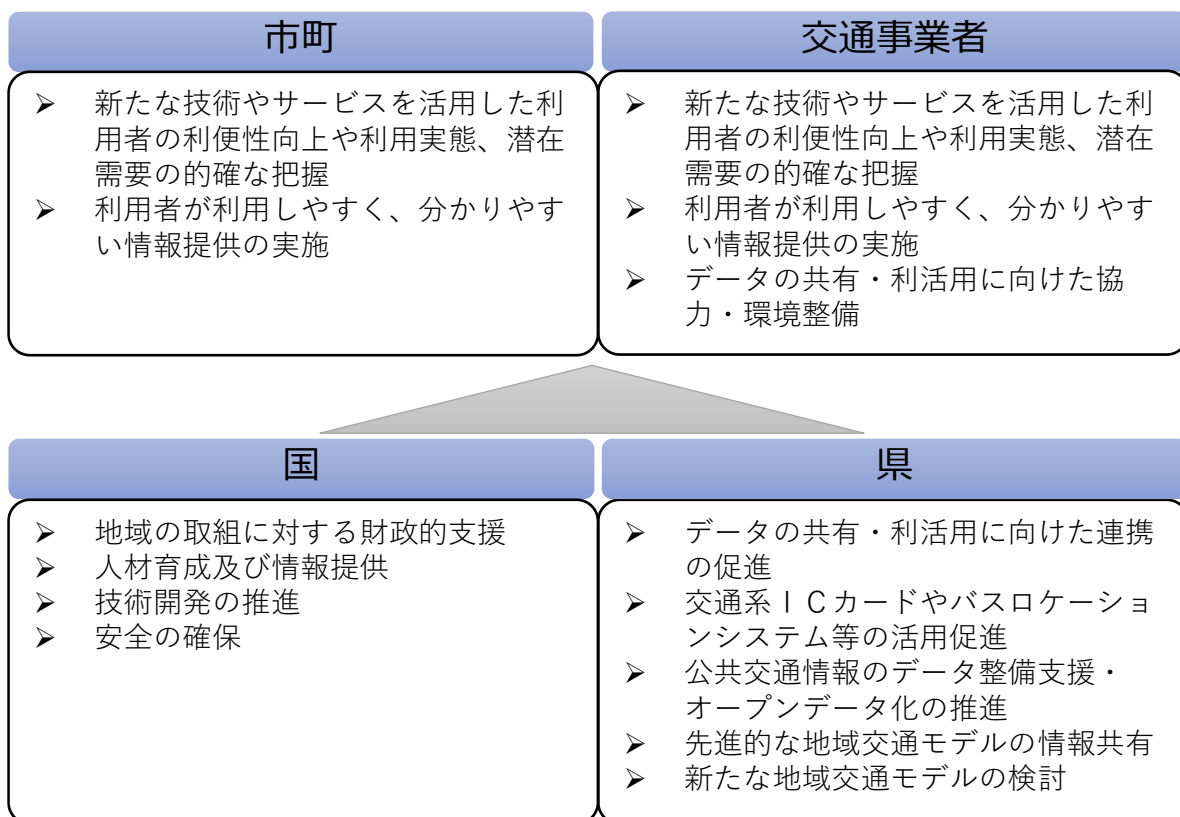 市町
➢ 新たな技術やサービスを活用した利
用者の利便性向上や利用実態、潜在
需要の的確な把握
➢ 利用者が利用しやすく、分かりやす
い情報提供の実施
交通事業者
➢ 新たな技術やサービスを活用した利
用者の利便性向上や利用実態、潜在
需要の的確な把握
➢ 利用者が利用しやすく、分かりやす
い情報提供の実施
➢ データの共有・利活用に向けた協
力・環境整備
国
➢ 地域の取組に対する財政的支援
➢ 人材育成及び情報提供
➢ 技術開発の推進
➢ 安全の確保
県
➢ データの共有・利活用に向けた連携
の促進
➢ 交通系ＩＣカードやバスロケーショ
ンシステム等の活用促進
➢ 公共交通情報のデータ整備支援・
オープンデータ化の推進
➢ 先進的な地域交通モデルの情報共有
➢ 新たな地域交通モデルの検討